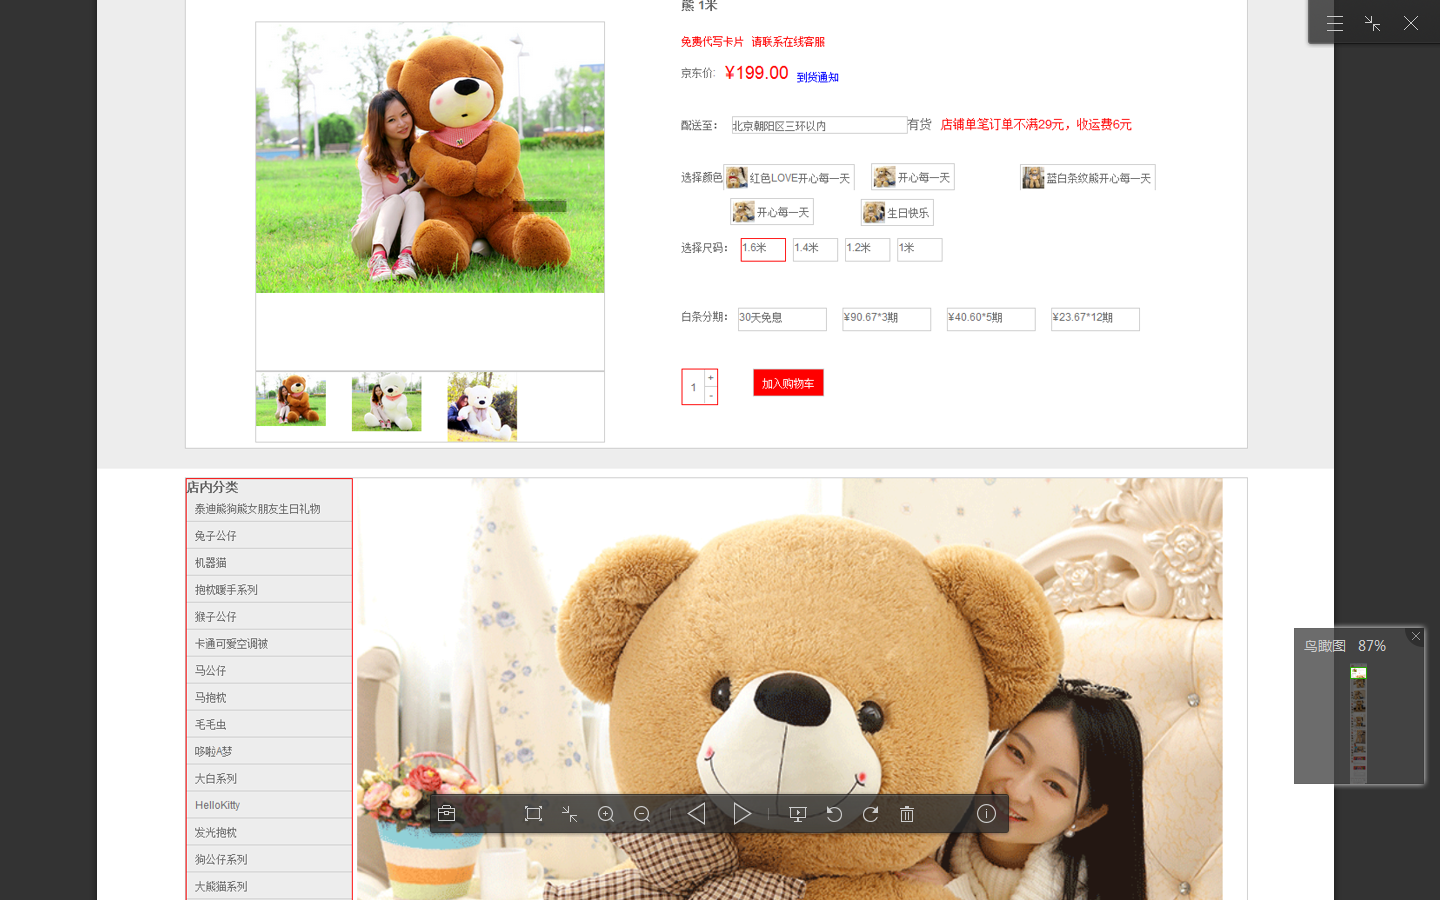 熊 1米
免费代写卡片 请联系在线客服
京东价: ¥199.00 到货通知
配送至： 北京朝阳区三环以内 有货 店铺单笔订单不满29元，收运费6元
选择颜色 红色LOVE开心每一天 开心每一天 蓝白条纹熊开心每一天
开心每一天 生日快乐
选择尺码： 1.6米 1.4米 1.2米 1米
白条分期： 30天免息 ¥90.67*3期 ¥40.60*5期 ¥23.67*12期
1 + -
加入购物车
店内分类
泰迪熊狗熊女朋友生日礼物
兔子公仔
机器猫
抱枕暖手系列
猴子公仔
卡通可爱空调被
马公仔
马抱枕
毛毛虫
哆啦A梦
大白系列
HelloKitty
发光抱枕
狗公仔系列
大熊猫系列
鸟瞰图 87%